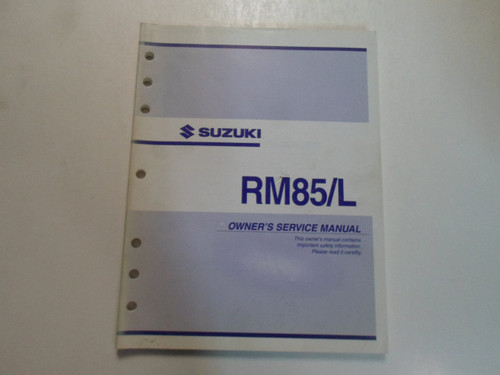 SUZUKI
RM85/L
OWNER'S SERVICE MANUAL
This owner's manual contains
important safety information.
Please read it carefully.